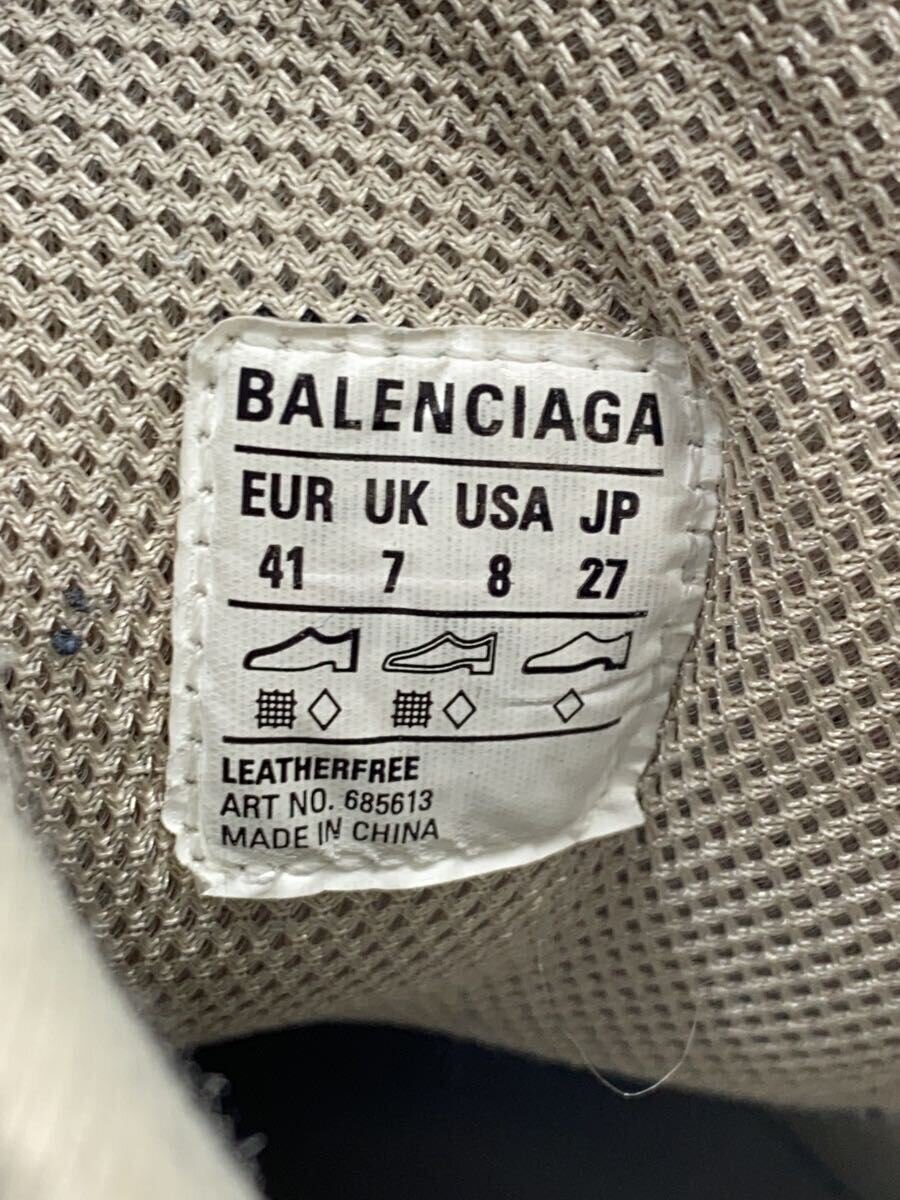 BALENCIAGA
EUR UK USA JP
41 7 8 27
LEATHERFREE
ART NO. 685613
MADE IN CHINA